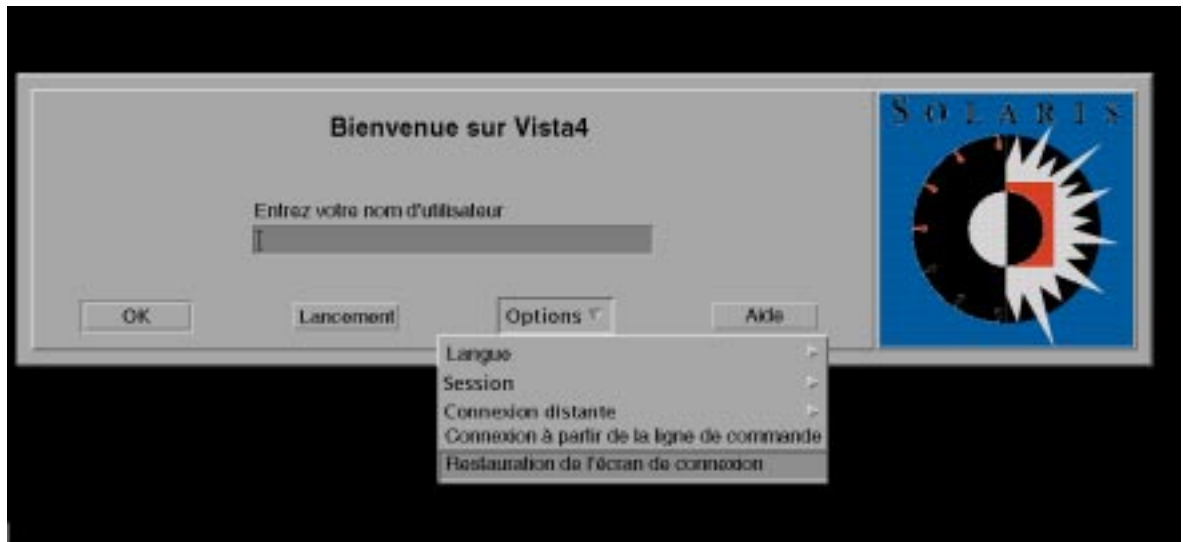 Bienvenue sur Vista4
SOLARIS
Entrez votre nom d'utilisateur
OK
Lancement
Options
Aide
Langue
Session
Connexion distante
Connexion à partir de la ligne de commande
Restauration de l'écran de connexion